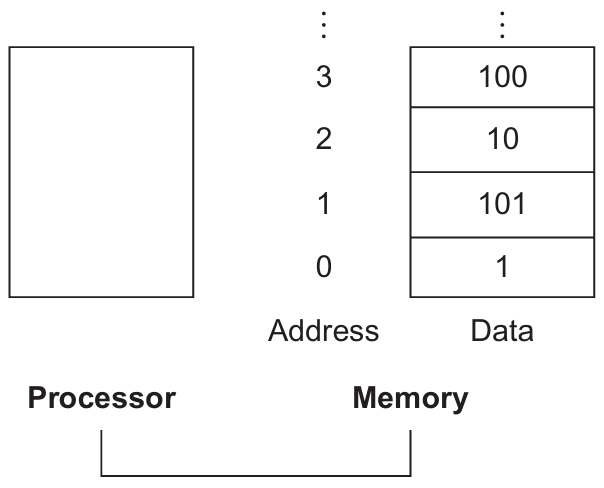 ⋮ ⋮
3 100
2 10
1 101
0 1
Address Data
Processor Memory